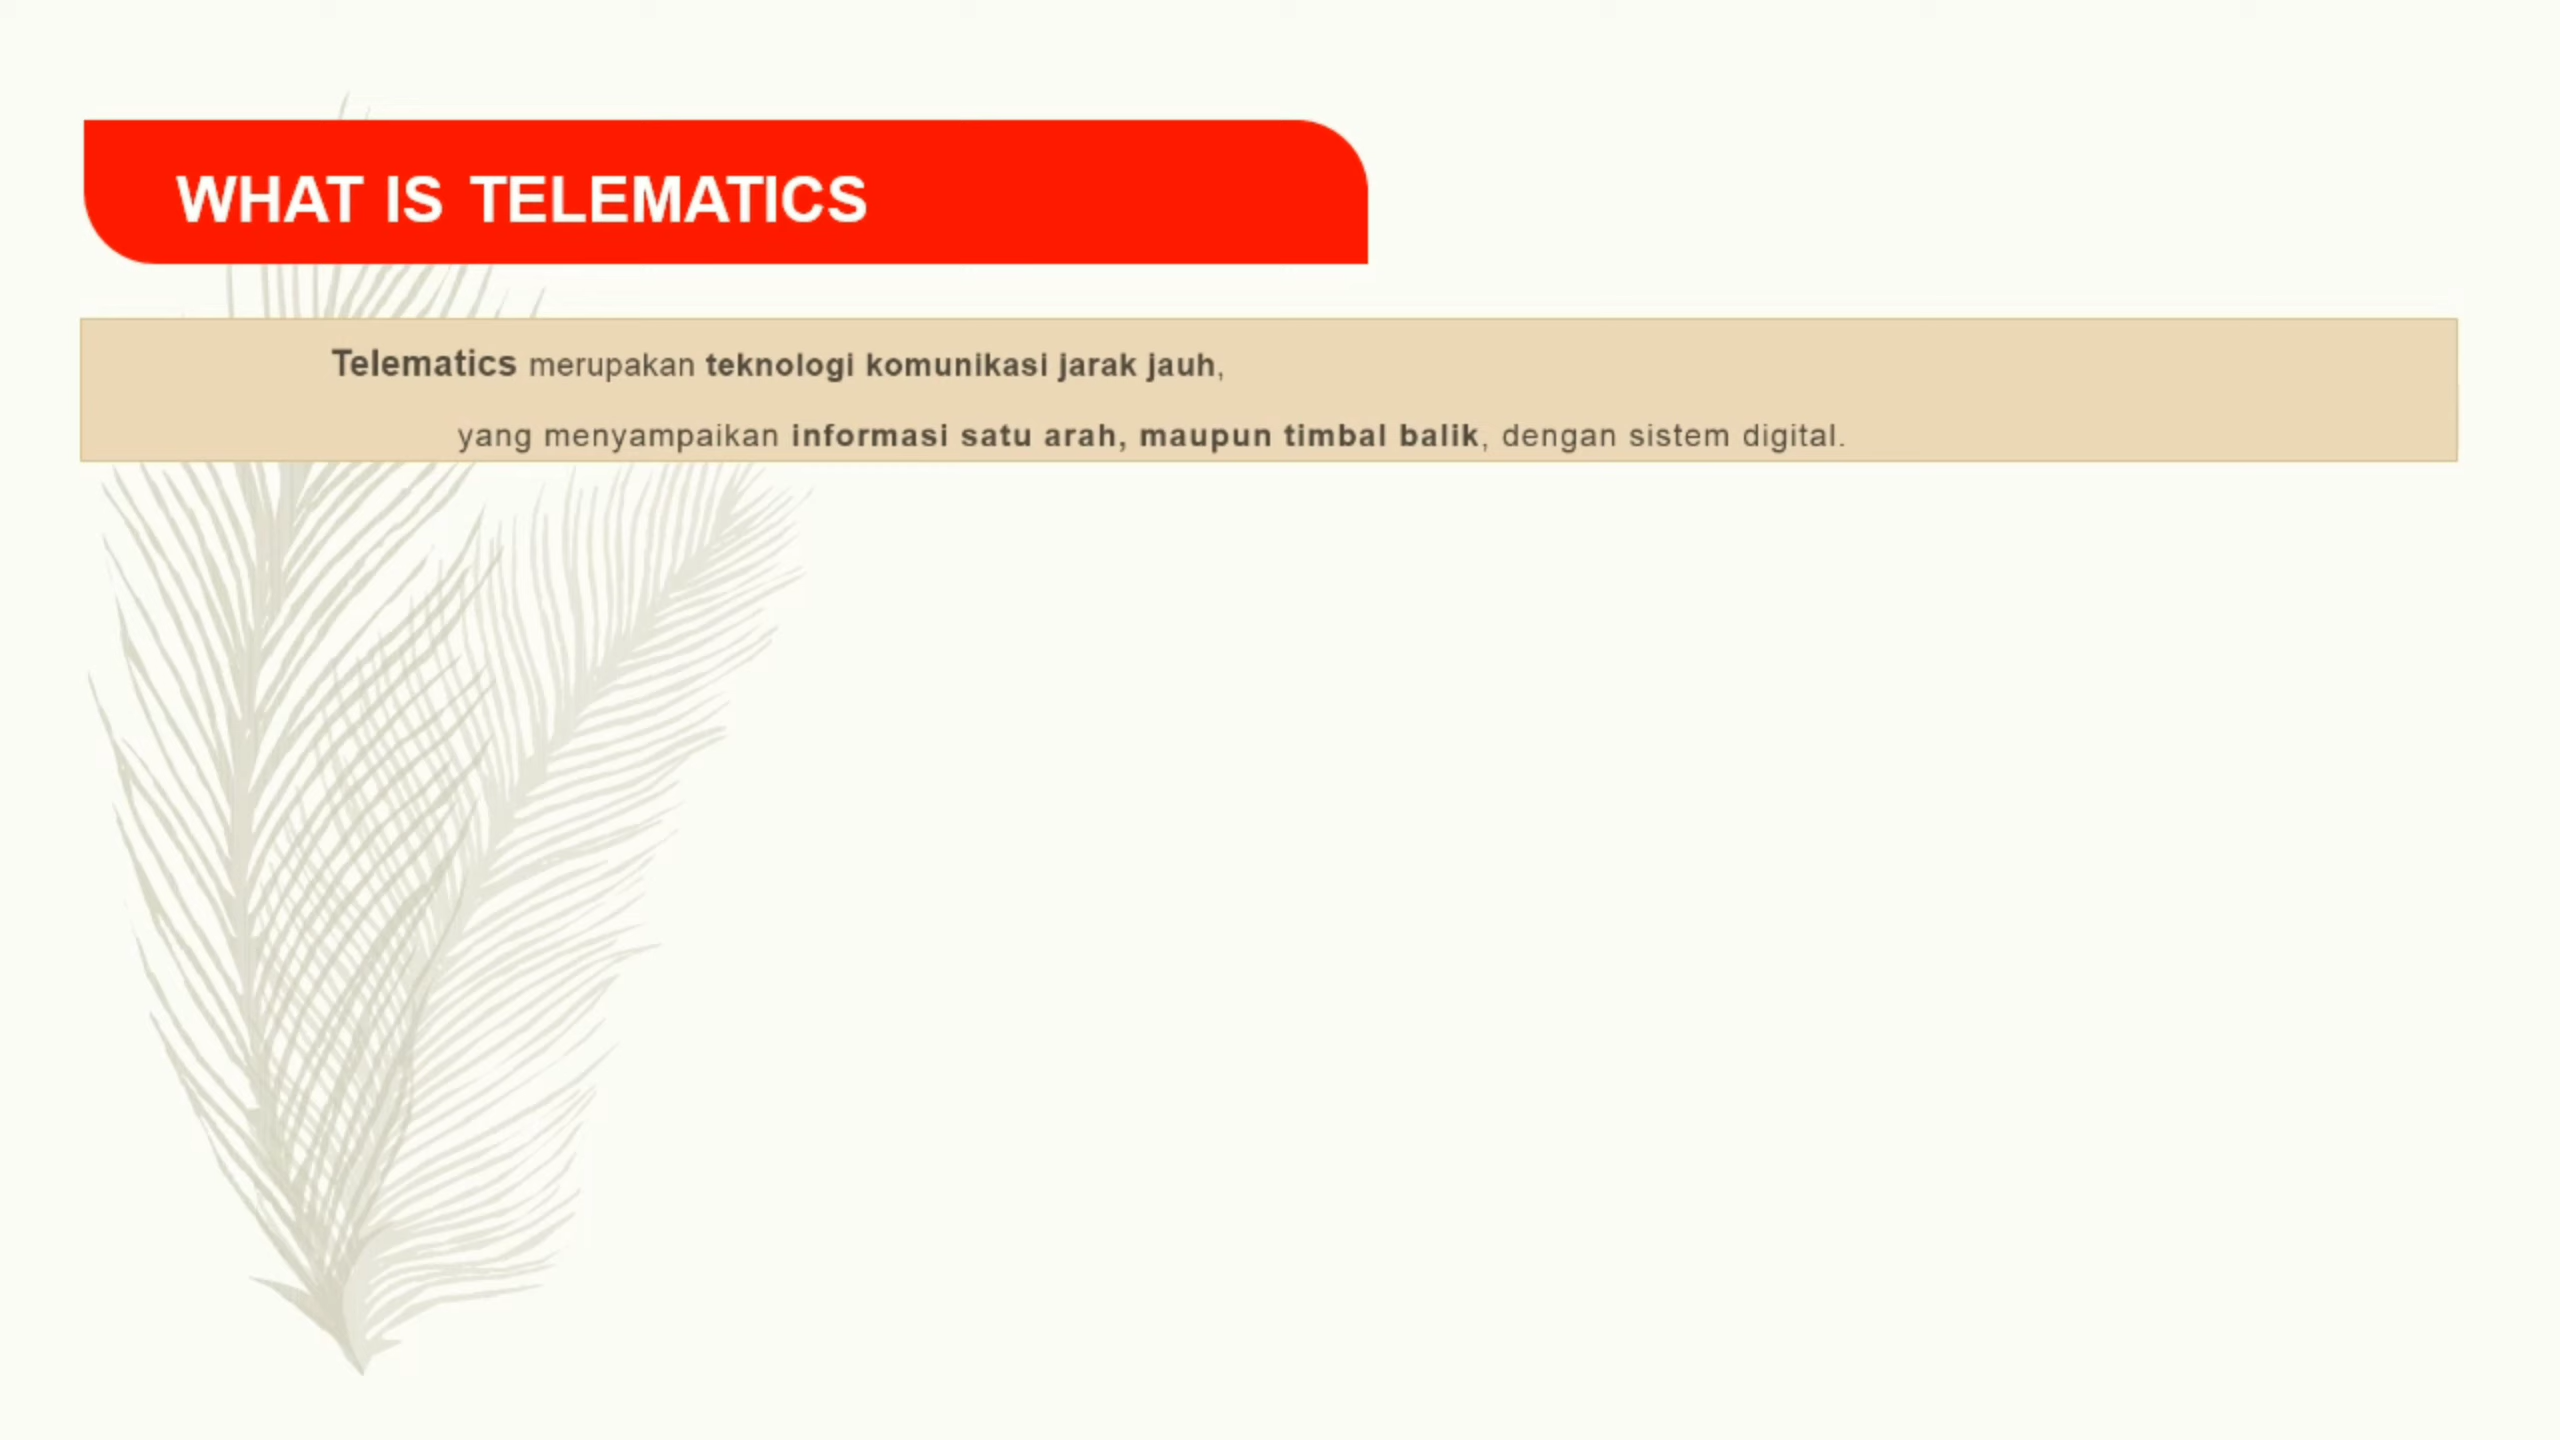 WHAT IS TELEMATICS
Telematics merupakan teknologi komunikasi jarak jauh,
yang menyampaikan informasi satu arah, maupun timbal balik, dengan sistem digital.